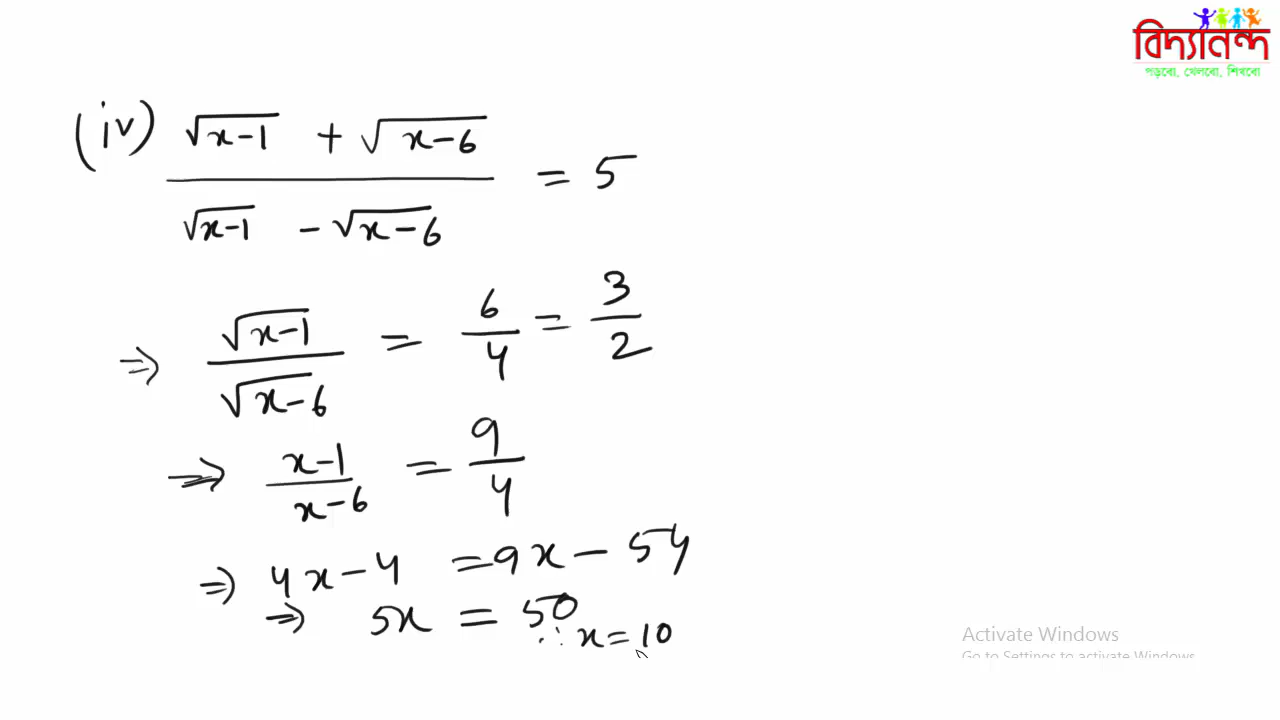 বিদ্যানন্দ
পড়বো, খেলবো, শিখবো
(iv) (√(x-1) + √(x-6)) / (√(x-1) - √(x-6)) = 5
⇒ √(x-1) / √(x-6) = 6/4 = 3/2
⇒ (x-1)/(x-6) = 9/4
⇒ 4x-4 = 9x-54
⇒ 5x = 50
∴ x = 10
Activate Windows
Go to Settings to activate Windows.